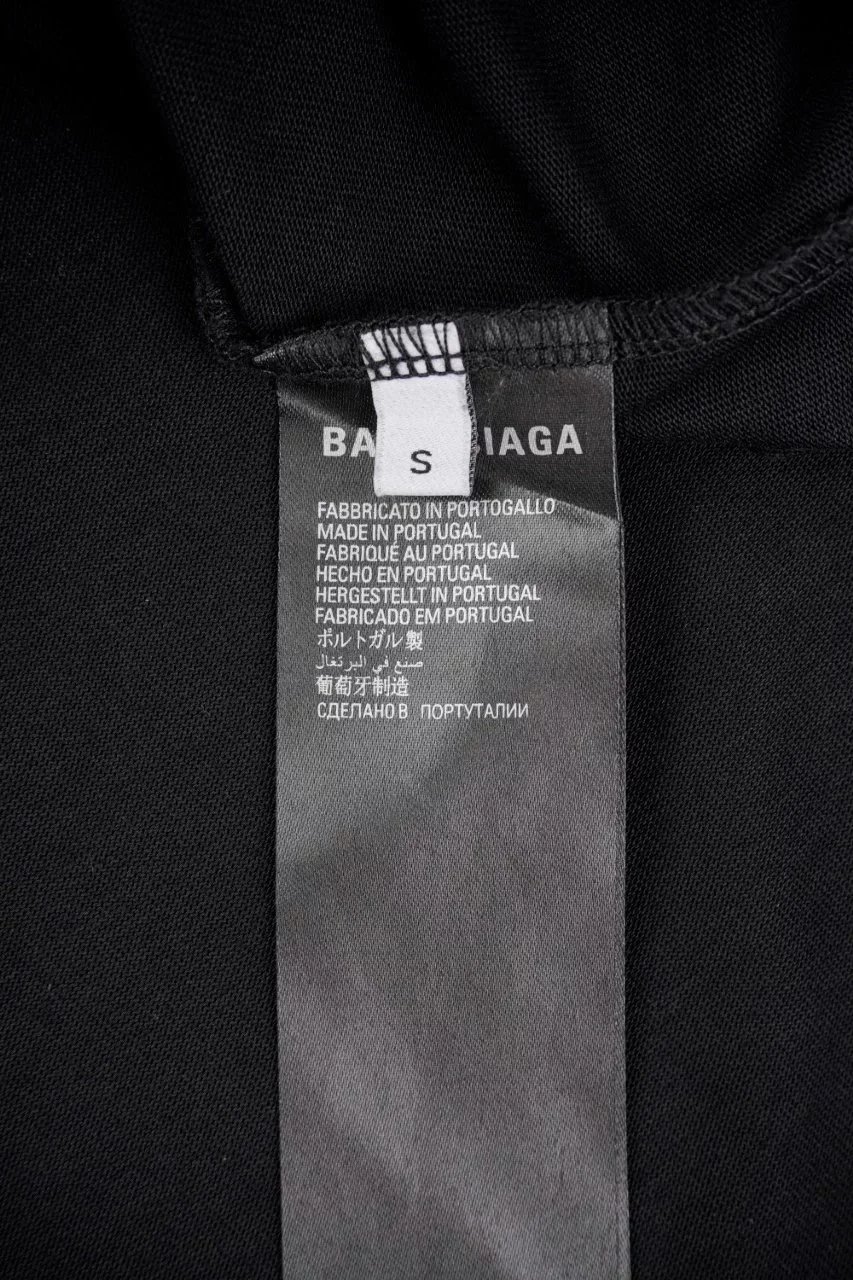 BA IAGA
S
FABBRICATO IN PORTOGALLO
MADE IN PORTUGAL
FABRIQUÉ AU PORTUGAL
HECHO EN PORTUGAL
HERGESTELLT IN PORTUGAL
FABRICADO EM PORTUGAL
ポルトガル製
صنع في البرتغال
葡萄牙制造
СДЕЛАНО В ПОРТУТАЛИИ